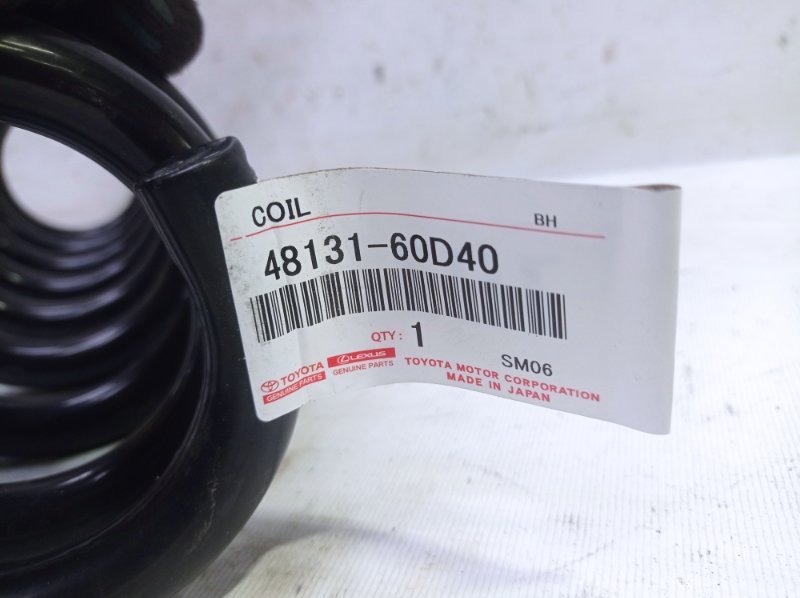 COIL BH
48131-60D40
QTY: 1
SM06
TOYOTA
GENUINE PARTS
LEXUS
GENUINE PARTS
TOYOTA MOTOR CORPORATION
MADE IN JAPAN